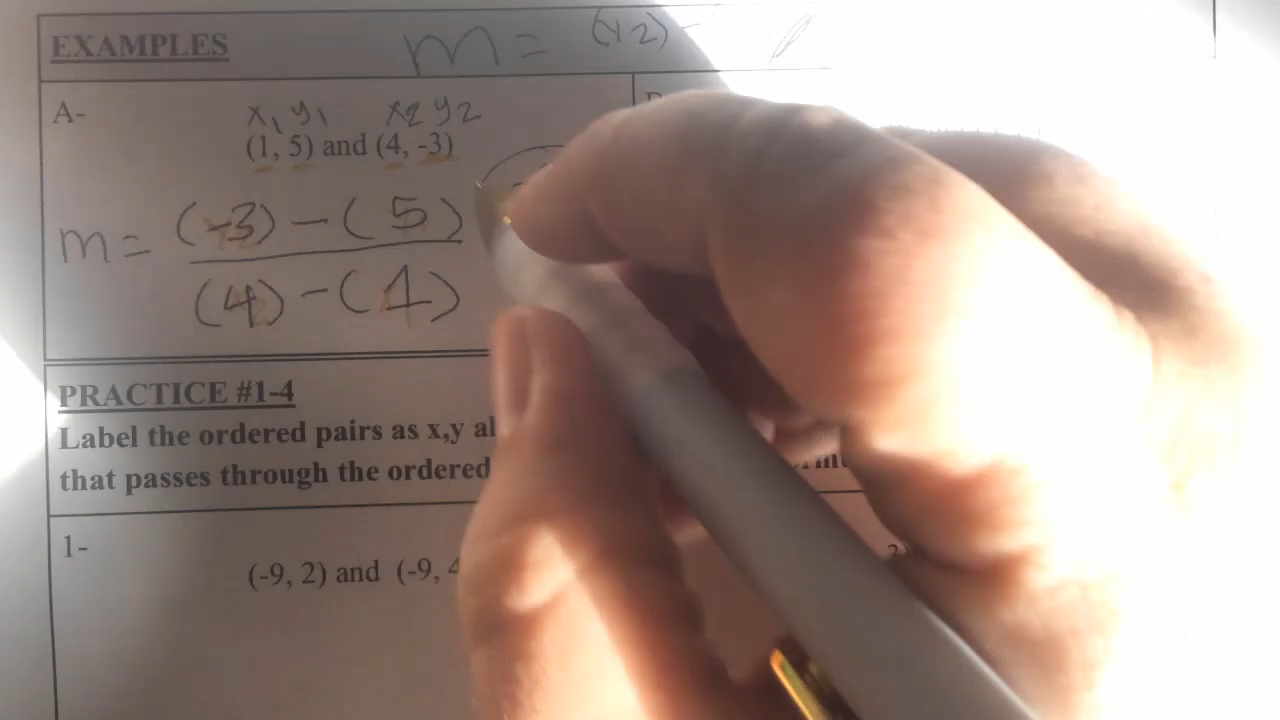 EXAMPLES
m = (y2) -
A-
x1 y1 x2 y2
(1, 5) and (4, -3)
m = (-3) - (5)
(4) - (1)
PRACTICE #1-4
Label the ordered pairs as x,y
that passes through the ordered
1-
(-9, 2) and (-9,